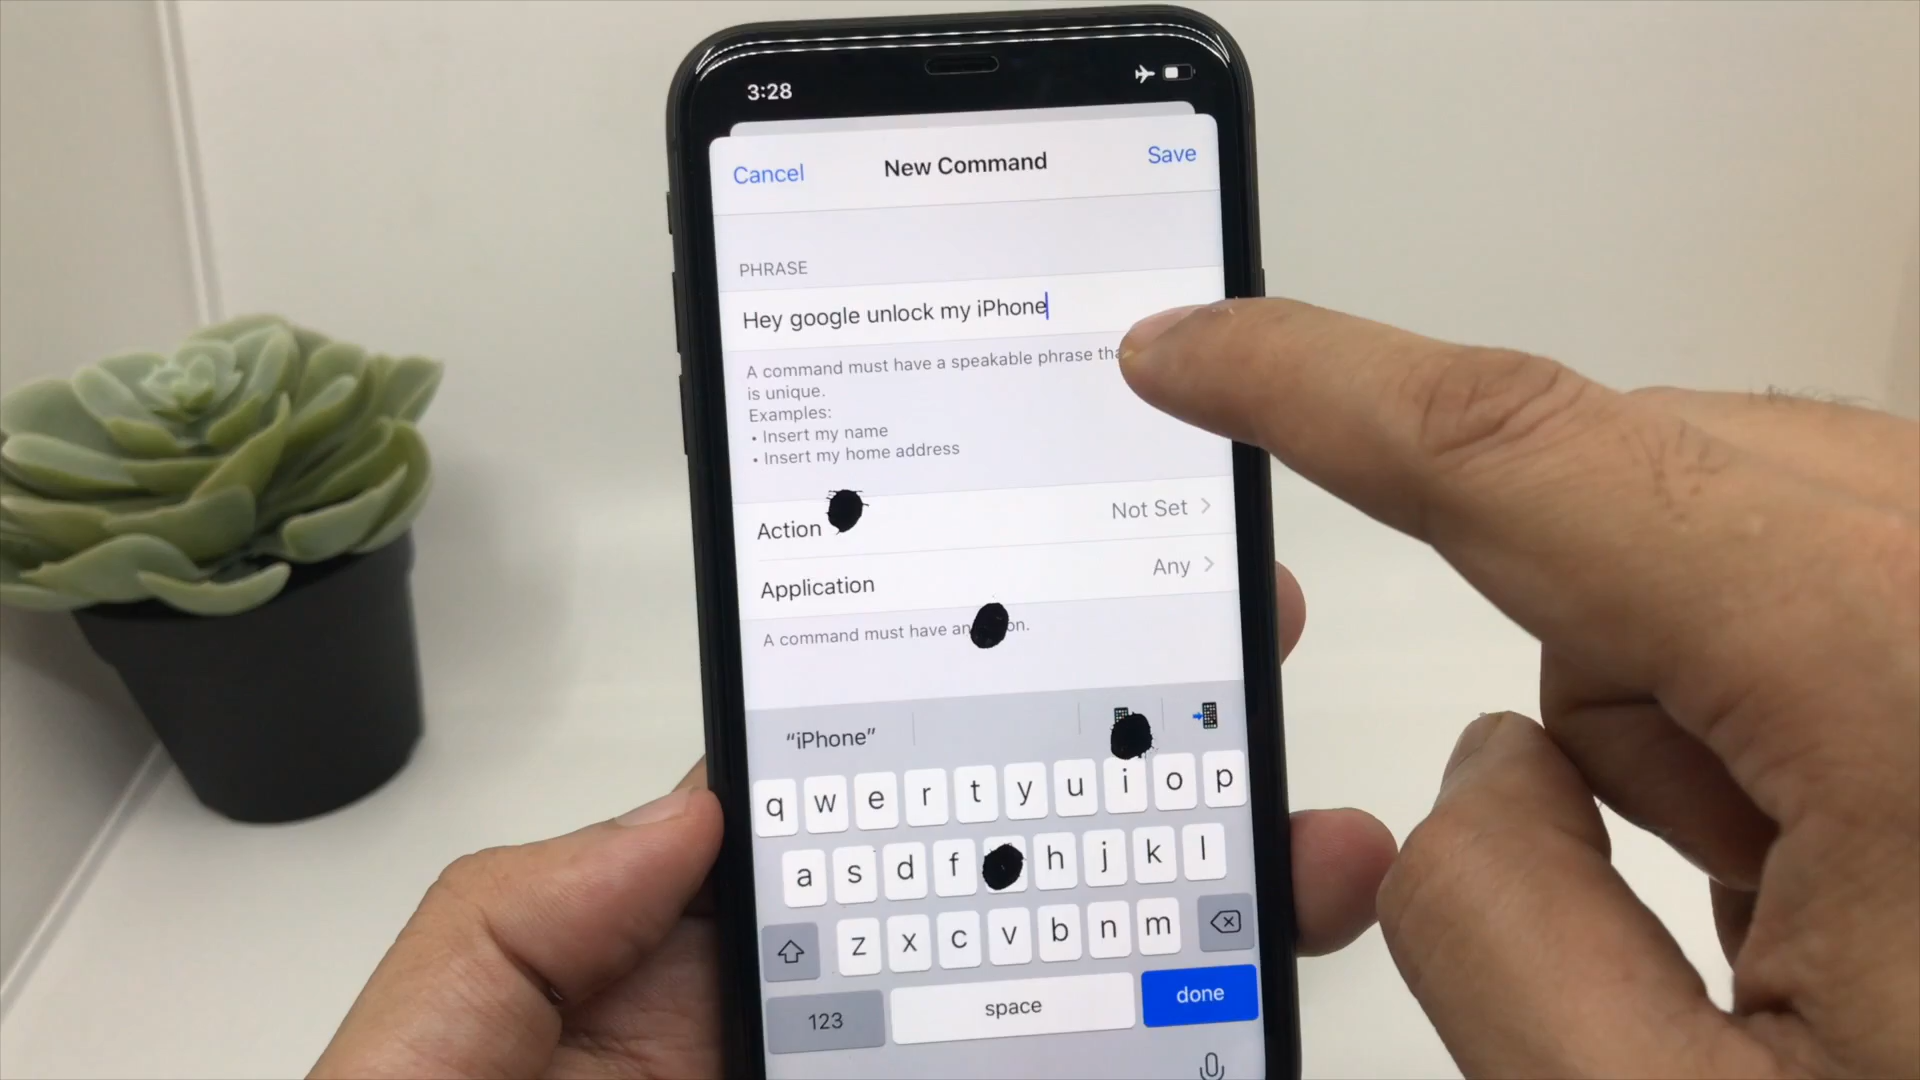 3:28
Cancel New Command Save
PHRASE
Hey google unlock my iPhone
A command must have a speakable phrase
is unique.
Examples:
• Insert my name
• Insert my home address
Action Not Set
Application Any
A command must have
“iPhone”
q w e r t y u i o p
a s d f h j k l
z x c v b n m
123 space done